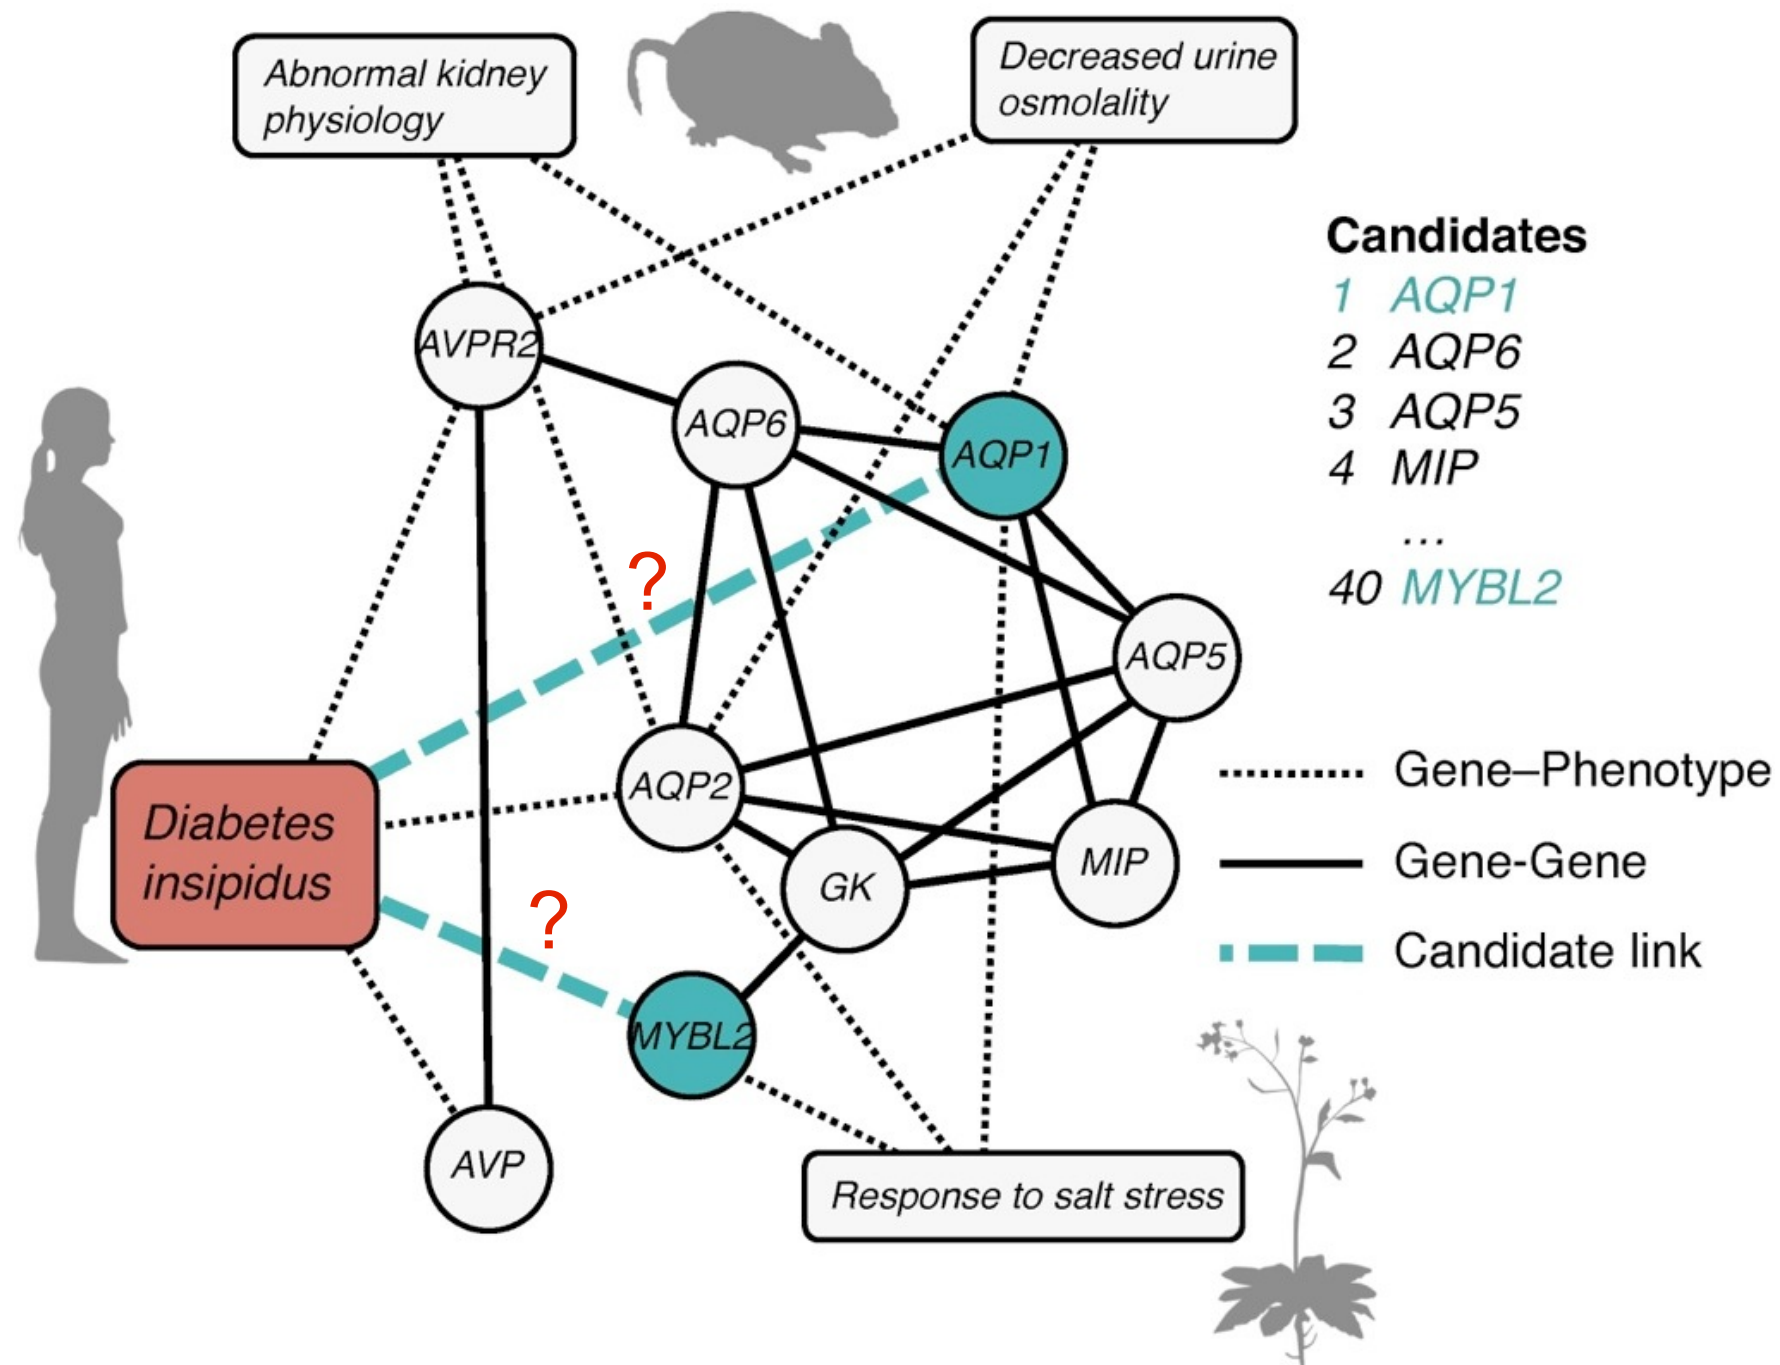 Abnormal kidney
physiology
Decreased urine
osmolality
Candidates
1 AQP1
2 AQP6
3 AQP5
4 MIP
...
40 MYBL2
AVPR2
AQP6
AQP1
?
AQP5
AQP2
Gene–Phenotype
Diabetes
insipidus
GK
MIP
Gene-Gene
?
Candidate link
MYBL2
AVP
Response to salt stress